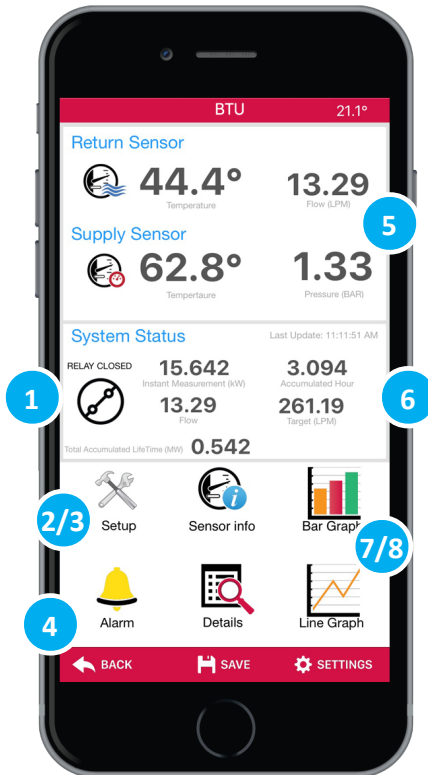 BTU 21.1°
Return Sensor
44.4° 13.29
Temperature Flow (LPM)
5
Supply Sensor
62.8° 1.33
Tempertaure Pressure (BAR)
System Status Last Update: 11:11:51 AM
RELAY CLOSED 15.642 3.094
Instant Measurement (kW) Accumulated Hour
1 13.29 261.19 6
Flow Target (LPM)
Total Accumulated LifeTime (MW) 0.542
2/3 Setup Sensor info Bar Graph
7/8
4 Alarm Details Line Graph
BACK SAVE SETTINGS